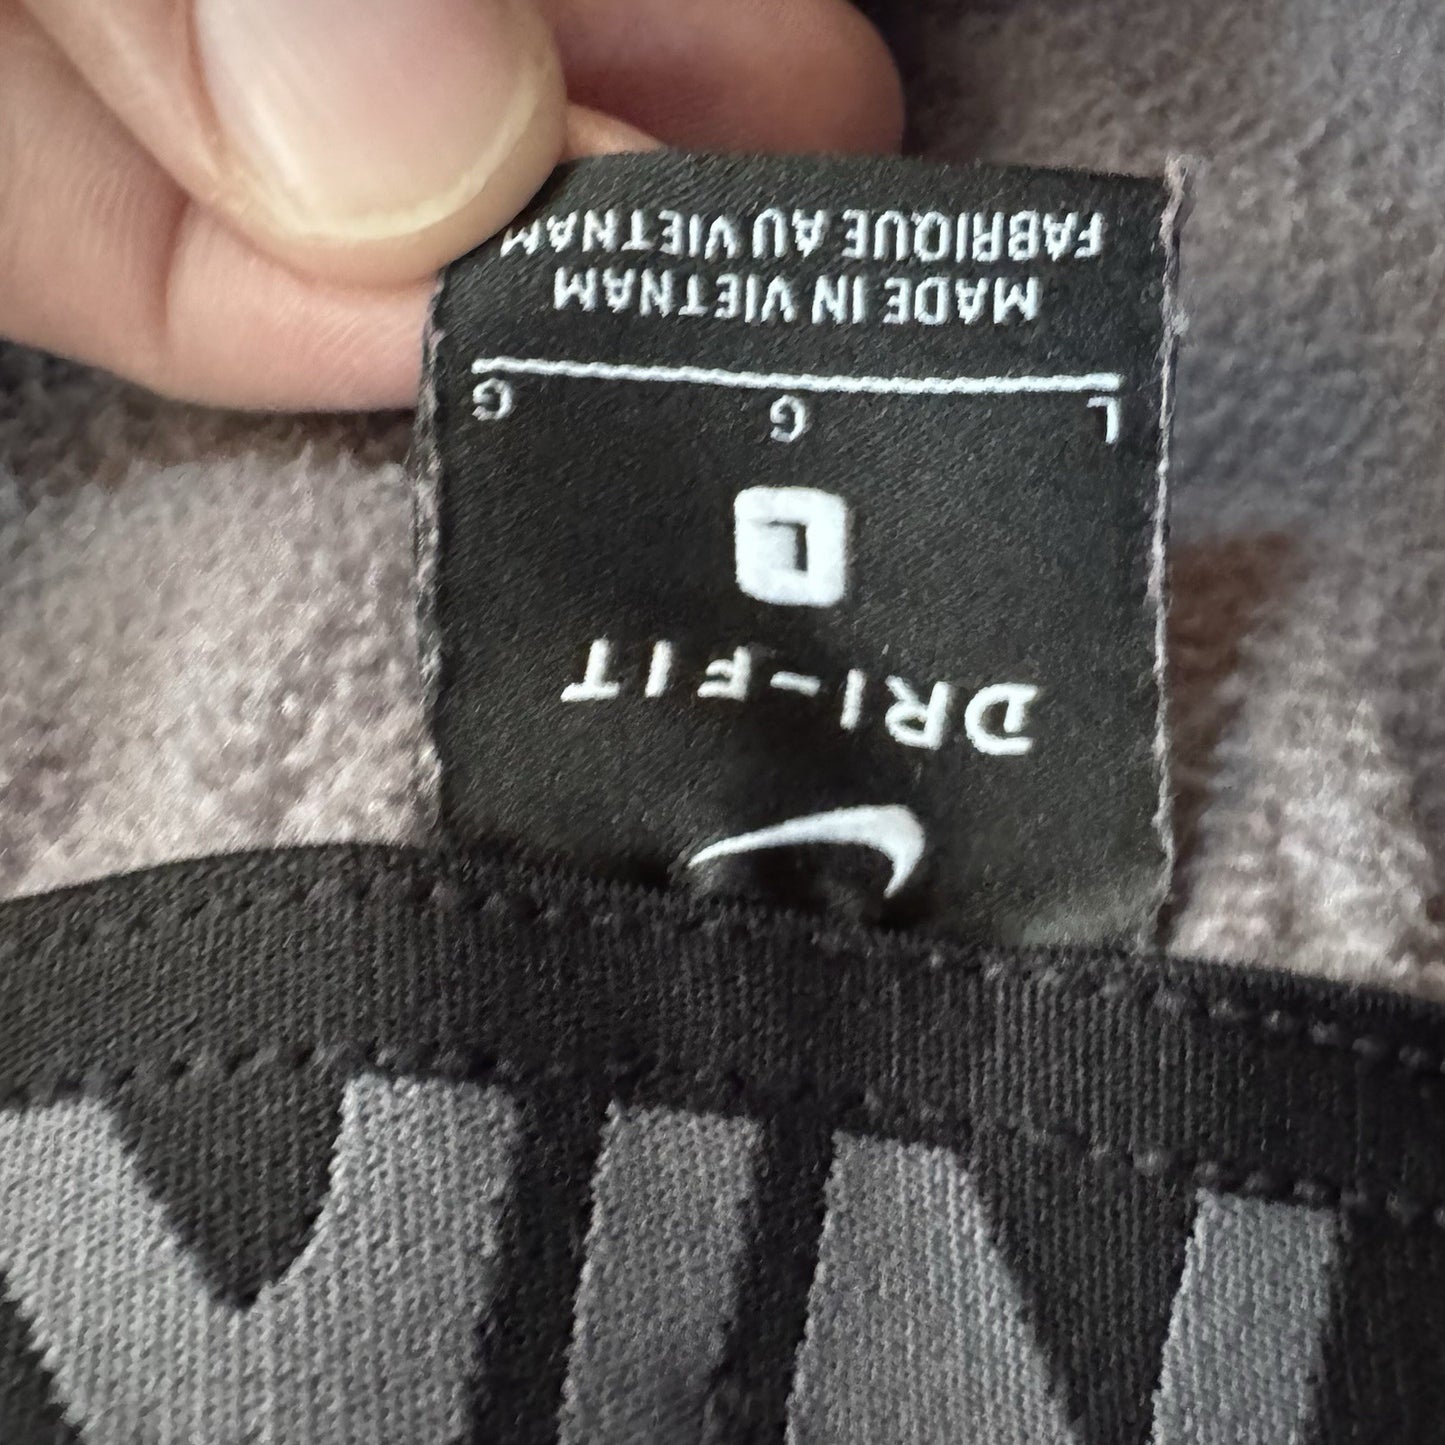 DRI-FIT
L
L G G
MADE IN VIETNAM
FABRIQUE AU VIETNAM